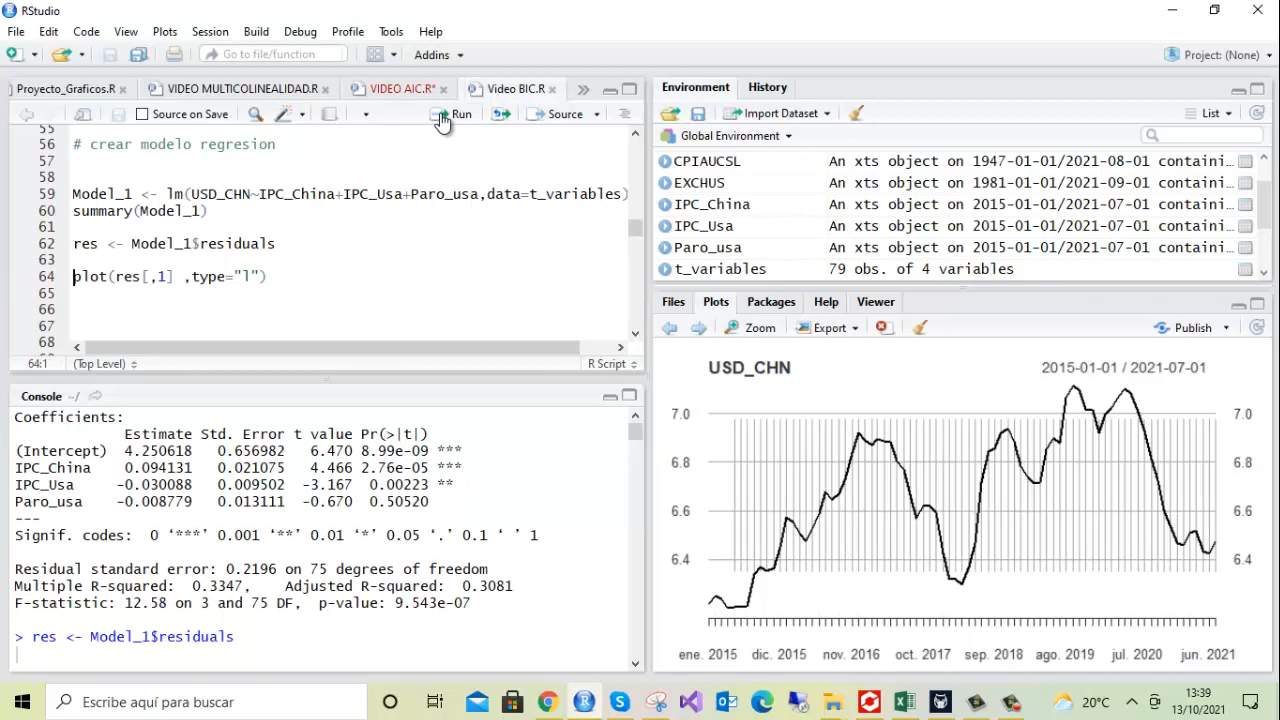 RStudio
File Edit Code View Plots Session Build Debug Profile Tools Help
Go to file/function Addins Project: (None)
Proyecto_Graficos.R VIDEO MULTICOLINEALIDAD.R VIDEO AIC.R* Video BIC.R
Source on Save Run Source
55
56 # crear modelo regresion
57
58
59 Model_1 <- lm(USD_CHN~IPC_China+IPC_Usa+Paro_usa,data=t_variables)
60 summary(Model_1)
61
62 res <- Model_1$residuals
63
64 plot(res[,1] ,type="l")
65
66
67
68
64:1 (Top Level) R Script
Console ~/
Coefficients:
Estimate Std. Error t value Pr(>|t|)
(Intercept) 4.250618 0.656982 6.470 8.99e-09 ***
IPC_China 0.094131 0.021075 4.466 2.76e-05 ***
IPC_Usa -0.030088 0.009502 -3.167 0.00223 **
Paro_usa -0.008779 0.013111 -0.670 0.50520
---
Signif. codes: 0 ‘***’ 0.001 ‘**’ 0.01 ‘*’ 0.05 ‘.’ 0.1 ‘ ’ 1
Residual standard error: 0.2196 on 75 degrees of freedom
Multiple R-squared: 0.3347, Adjusted R-squared: 0.3081
F-statistic: 12.58 on 3 and 75 DF, p-value: 9.543e-07
> res <- Model_1$residuals
Environment History
Import Dataset List
Global Environment
CPIAUCSL An xts object on 1947-01-01/2021-08-01 containi…
EXCHUS An xts object on 1981-01-01/2021-09-01 containi…
IPC_China An xts object on 2015-01-01/2021-07-01 containi…
IPC_Usa An xts object on 2015-01-01/2021-07-01 containi…
Paro_usa An xts object on 2015-01-01/2021-07-01 containi…
t_variables 79 obs. of 4 variables
Files Plots Packages Help Viewer
Zoom Export Publish
USD_CHN 2015-01-01 / 2021-07-01
7.0 7.0
6.8 6.8
6.6 6.6
6.4 6.4
ene. 2015 dic. 2015 nov. 2016 oct. 2017 sep. 2018 ago. 2019 jul. 2020 jun. 2021
Escribe aquí para buscar 20°C 13:39
13/10/2021